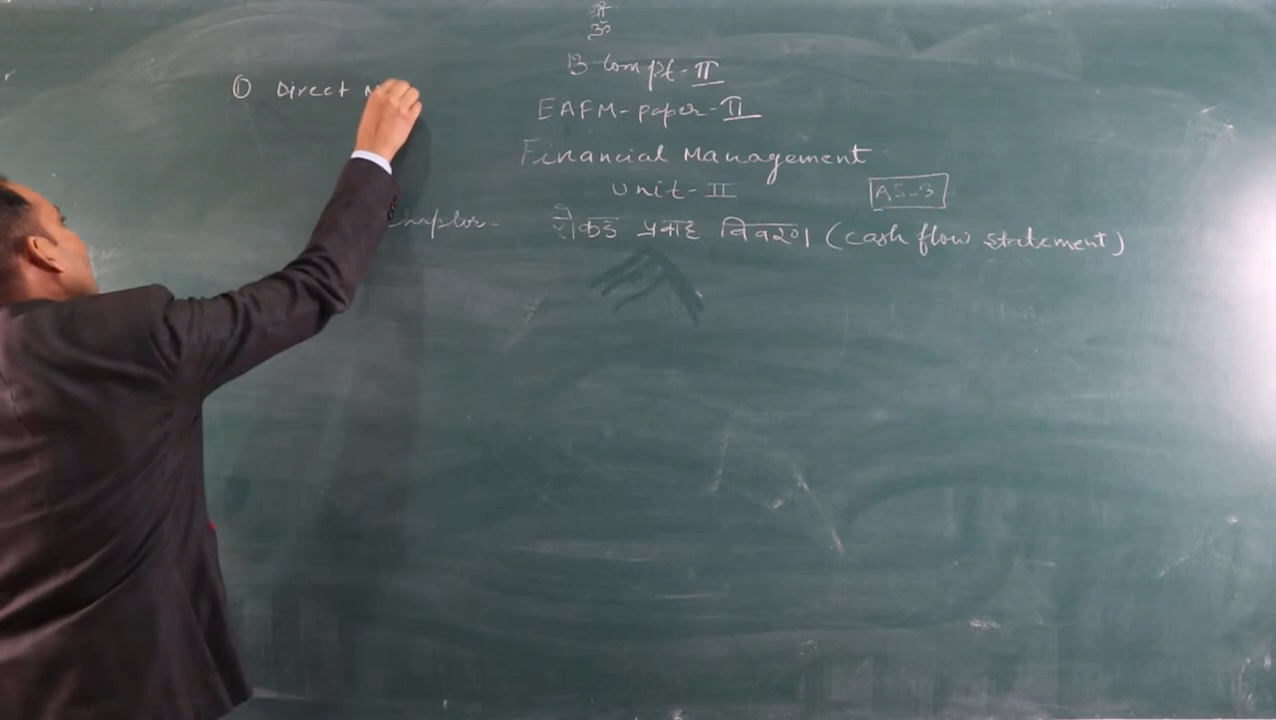 ॐ
B.Com pt-II
① Direct M
EAFM-paper-II
Financial Management
Unit-II
AS-3
रोकड प्रवाह विवरण (cash flow statement)